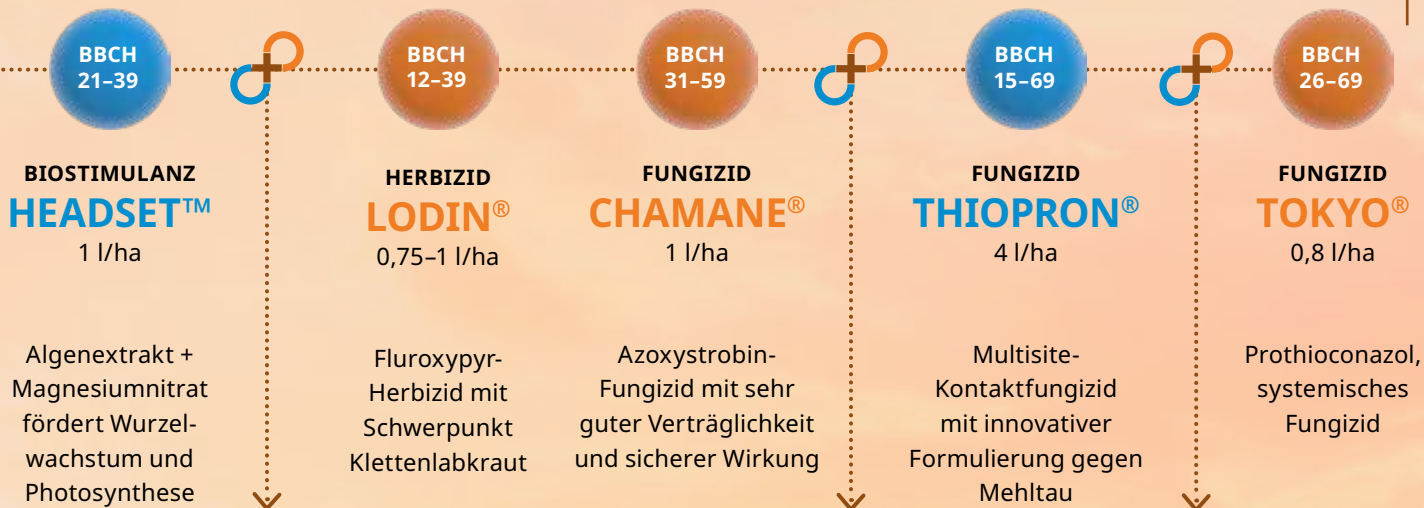 BBCH
21–39
BIOSTIMULANZ
HEADSET™
1 l/ha
Algenextrakt +
Magnesiumnitrat
fördert Wurzel-
wachstum und
Photosynthese
BBCH
12–39
HERBIZID
LODIN®
0,75–1 l/ha
Fluroxypyr-
Herbizid mit
Schwerpunkt
Klettenlabkraut
BBCH
31–59
FUNGIZID
CHAMANE®
1 l/ha
Azoxystrobin-
Fungizid mit sehr
guter Verträglichkeit
und sicherer Wirkung
BBCH
15–69
FUNGIZID
THIOPRON®
4 l/ha
Multisite-
Kontaktfungizid
mit innovativer
Formulierung gegen
Mehltau
BBCH
26–69
FUNGIZID
TOKYO®
0,8 l/ha
Prothioconazol,
systemisches
Fungizid